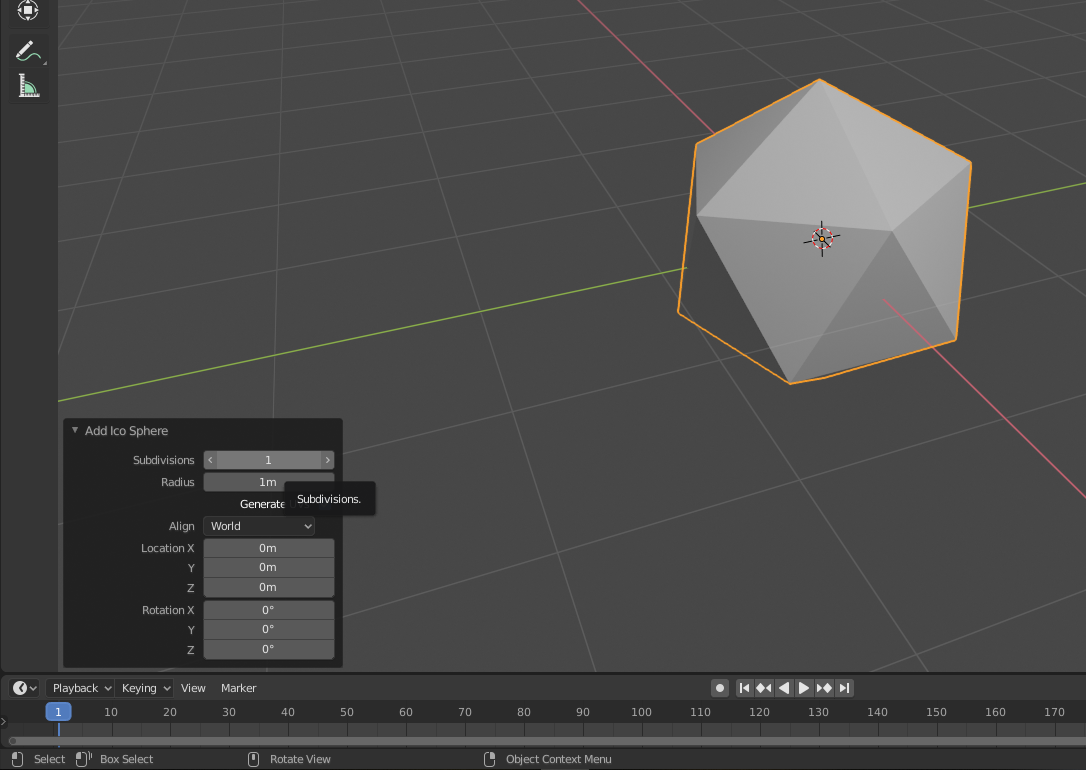 Add Ico Sphere
Subdivisions 1
Radius 1m
Subdivisions.
Generate
Align World
Location X 0m
Y 0m
Z 0m
Rotation X 0°
Y 0°
Z 0°
Playback Keying View Marker
1 10 20 30 40 50 60 70 80 90 100 110 120 130 140 150 160 170
Select Box Select Rotate View Object Context Menu